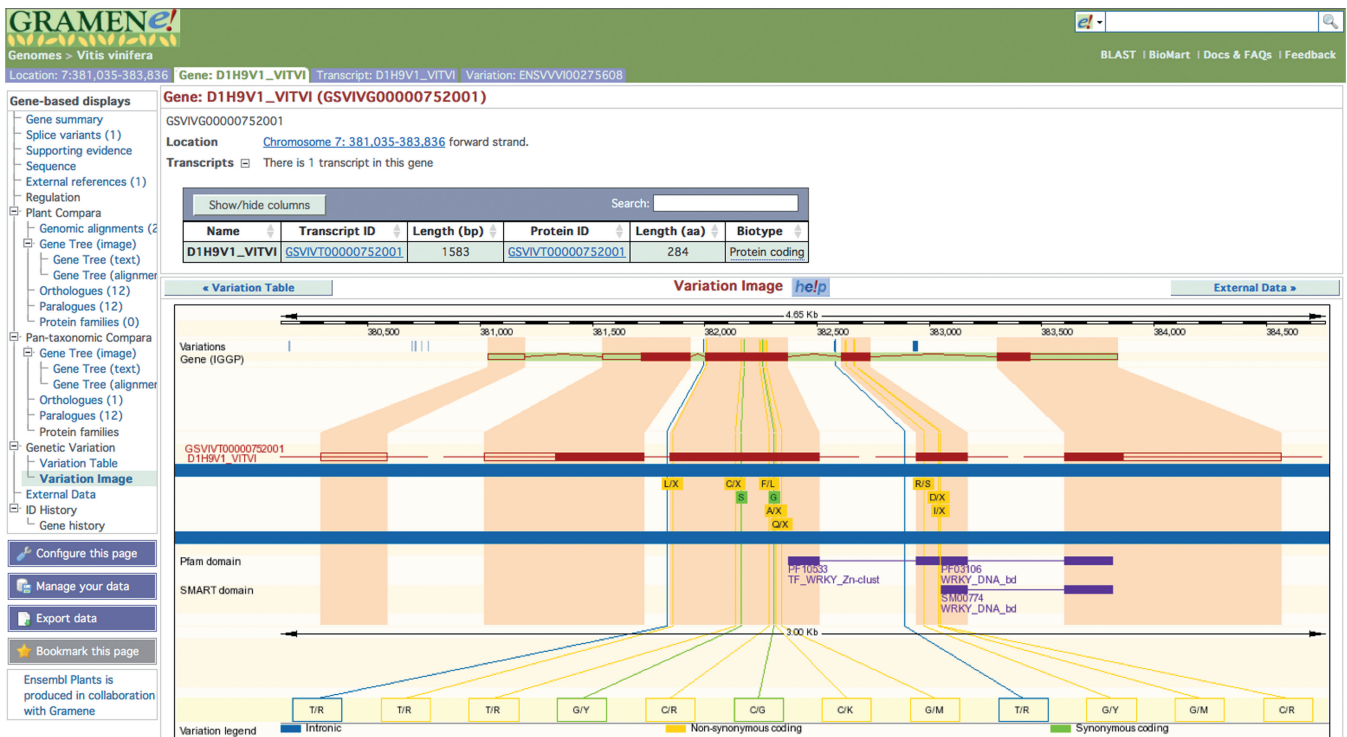 GRAMENE e!
e!
Genomes > Vitis vinifera
BLAST | BioMart | Docs & FAQs | Feedback
Location: 7:381,035-383,836 Gene: D1H9V1_VITVI Transcript: D1H9V1_VITVI Variation: ENSVVVI00275608
Gene-based displays
Gene summary
Splice variants (1)
Supporting evidence
Sequence
External references (1)
Regulation
Plant Compara
Genomic alignments (2
Gene Tree (image)
Gene Tree (text)
Gene Tree (alignmer
Orthologues (12)
Paralogues (12)
Protein families (0)
Pan-taxonomic Compara
Gene Tree (image)
Gene Tree (text)
Gene Tree (alignmer
Orthologues (1)
Paralogues (12)
Protein families
Genetic Variation
Variation Table
Variation Image
External Data
ID History
Gene history
Configure this page
Manage your data
Export data
Bookmark this page
Ensembl Plants is
produced in collaboration
with Gramene
Gene: D1H9V1_VITVI (GSVIVG00000752001)
GSVIVG00000752001
Location Chromosome 7: 381,035-383,836 forward strand.
Transcripts There is 1 transcript in this gene
Show/hide columns Search:
Name Transcript ID Length (bp) Protein ID Length (aa) Biotype
D1H9V1_VITVI GSVIVT00000752001 1583 GSVIVT00000752001 284 Protein coding
« Variation Table Variation Image help External Data »
4.65 Kb
380,500 381,000 381,500 382,000 382,500 383,000 383,500 384,000 384,500
Variations
Gene (IGGP)
GSVIVT00000752001
D1H9V1_VITVI
L/X C/X F/L R/S
S G D/X
A/X I/X
Q/X
Pfam domain
PF10533 PF03106
TF_WRKY_Zn-clust WRKY_DNA_bd
SMART domain
SM00774
WRKY_DNA_bd
3.00 Kb
T/R T/R T/R G/Y C/R C/G C/K G/M T/R G/Y G/M C/R
Variation legend Intronic Non-synonymous coding Synonymous coding